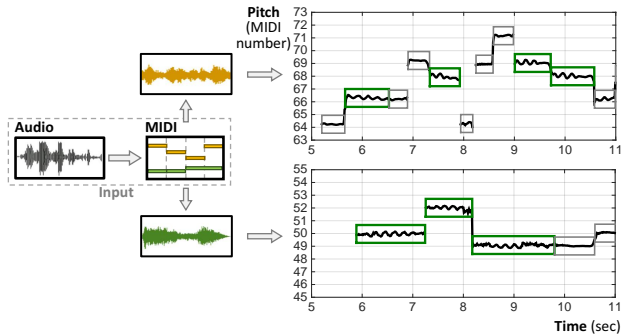 Pitch
(MIDI
number)
73
72
71
70
69
68
67
66
65
64
63
5 6 7 8 9 10 11
Audio MIDI
Input
55
54
53
52
51
50
49
48
47
46
45
5 6 7 8 9 10 11
Time (sec)